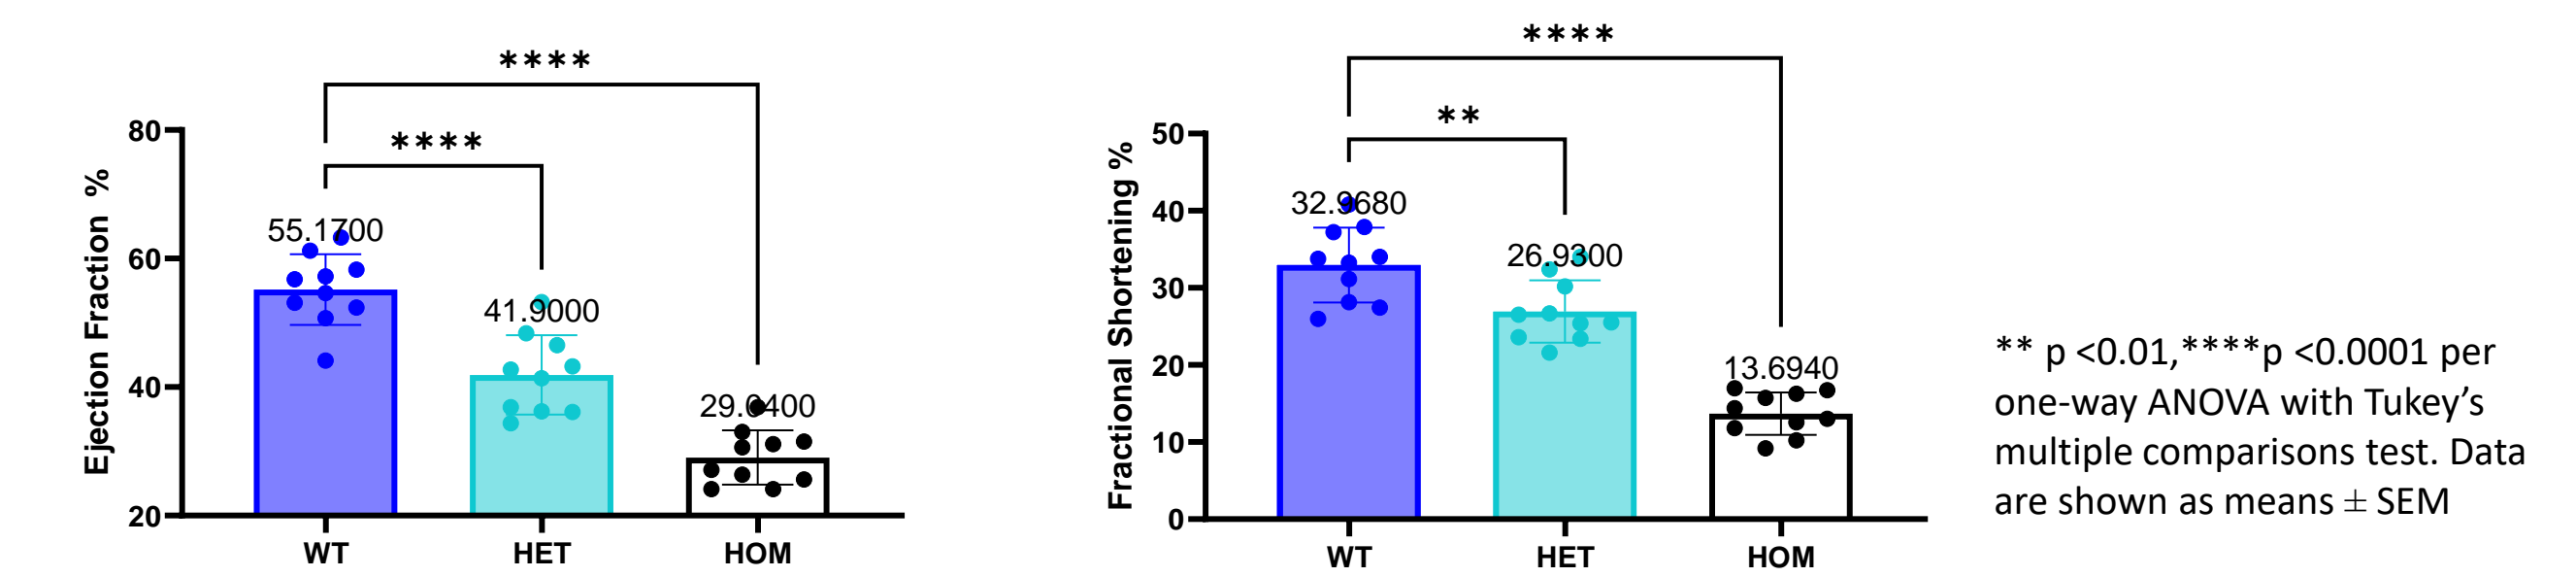 Ejection Fraction %
80
60
40
20
****
****
55.1700
41.9000
29.0400
WT
HET
HOM
Fractional Shortening %
50
40
30
20
10
0
****
**
32.9680
26.9300
13.6940
WT
HET
HOM
** p <0.01,****p <0.0001 per
one-way ANOVA with Tukey’s
multiple comparisons test. Data
are shown as means ± SEM